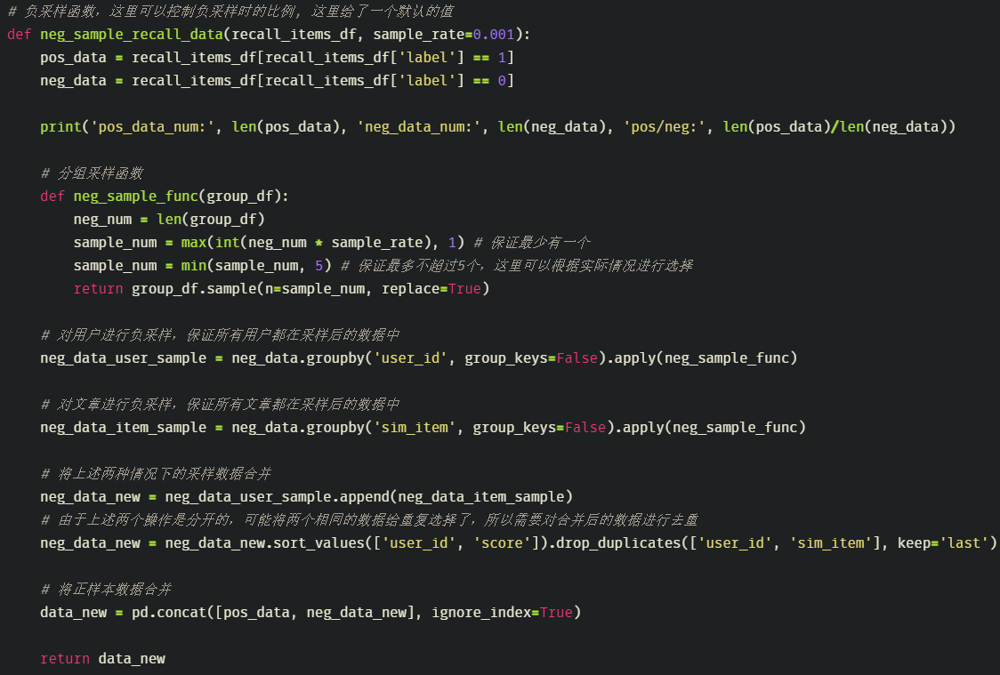 # 负采样函数，这里可以控制负采样时的比例, 这里给了一个默认的值
def neg_sample_recall_data(recall_items_df, sample_rate=0.001):
    pos_data = recall_items_df[recall_items_df['label'] == 1]
    neg_data = recall_items_df[recall_items_df['label'] == 0]

    print('pos_data_num:', len(pos_data), 'neg_data_num:', len(neg_data), 'pos/neg:', len(pos_data)/len(neg_data))

    # 分组采样函数
    def neg_sample_func(group_df):
        neg_num = len(group_df)
        sample_num = max(int(neg_num * sample_rate), 1) # 保证最少有一个
        sample_num = min(sample_num, 5) # 保证最多不超过5个，这里可以根据实际情况进行选择
        return group_df.sample(n=sample_num, replace=True)

    # 对用户进行负采样，保证所有用户都在采样后的数据中
    neg_data_user_sample = neg_data.groupby('user_id', group_keys=False).apply(neg_sample_func)

    # 对文章进行负采样，保证所有文章都在采样后的数据中
    neg_data_item_sample = neg_data.groupby('sim_item', group_keys=False).apply(neg_sample_func)

    # 将上述两种情况下的采样数据合并
    neg_data_new = neg_data_user_sample.append(neg_data_item_sample)
    # 由于上述两个操作是分开的，可能将两个相同的数据给重复选择了，所以需要对合并后的数据进行去重
    neg_data_new = neg_data_new.sort_values(['user_id', 'score']).drop_duplicates(['user_id', 'sim_item'], keep='last')

    # 将正样本数据合并
    data_new = pd.concat([pos_data, neg_data_new], ignore_index=True)

    return data_new